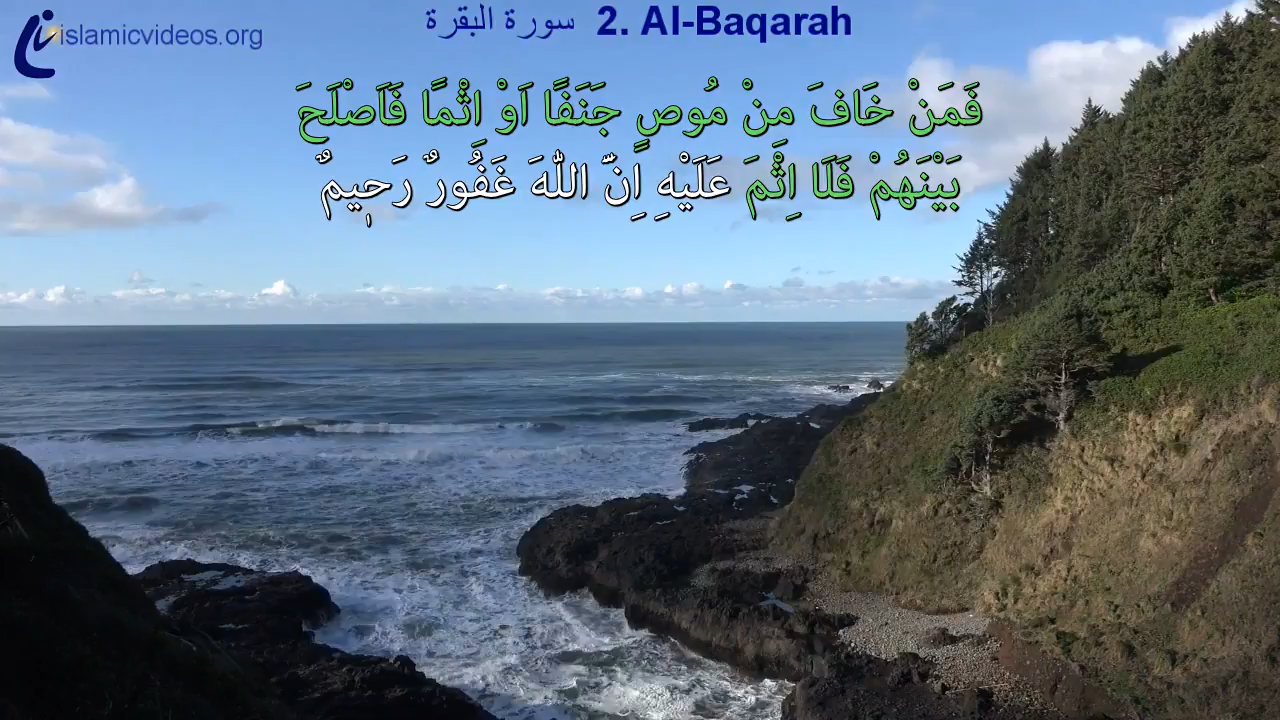 islamicvideos.org
سورة البقرة 2. Al-Baqarah
فَمَنْ خَافَ مِنْ مُوصٍ جَنَفًا اَوْ اِثْمًا فَاَصْلَحَ
بَيْنَهُمْ فَلَا اِثْمَ عَلَيْهِ اِنَّ اللّٰهَ غَفُورٌ رَحٖيمٌ